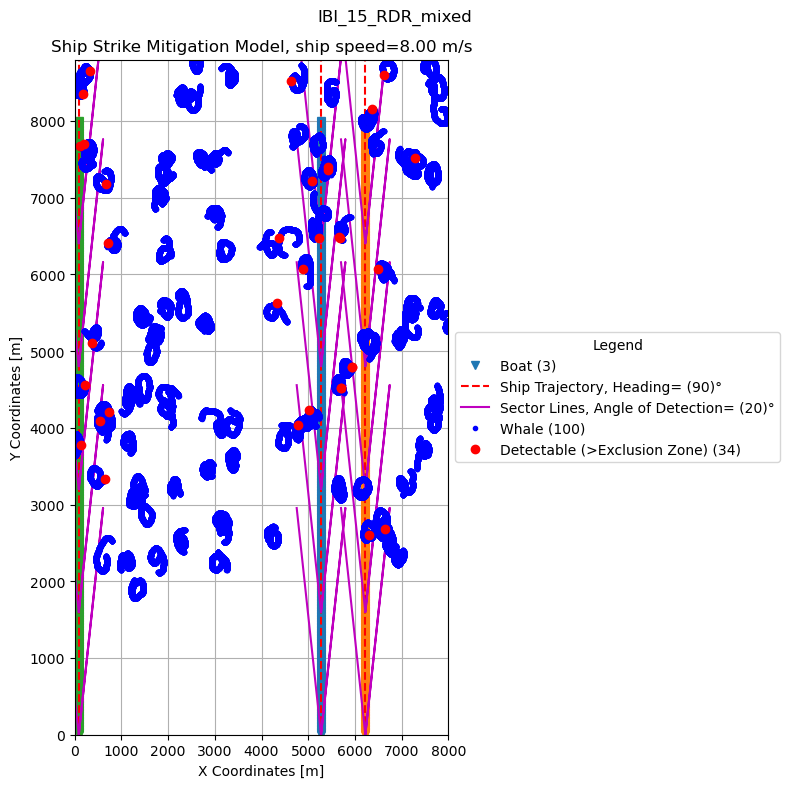 IBI_15_RDR_mixed
Ship Strike Mitigation Model, ship speed=8.00 m/s
8000
7000
6000
5000
4000
3000
2000
1000
0
Y Coordinates [m]
0 1000 2000 3000 4000 5000 6000 7000 8000
X Coordinates [m]
Legend
Boat (3)
Ship Trajectory, Heading= (90)°
Sector Lines, Angle of Detection= (20)°
Whale (100)
Detectable (>Exclusion Zone) (34)